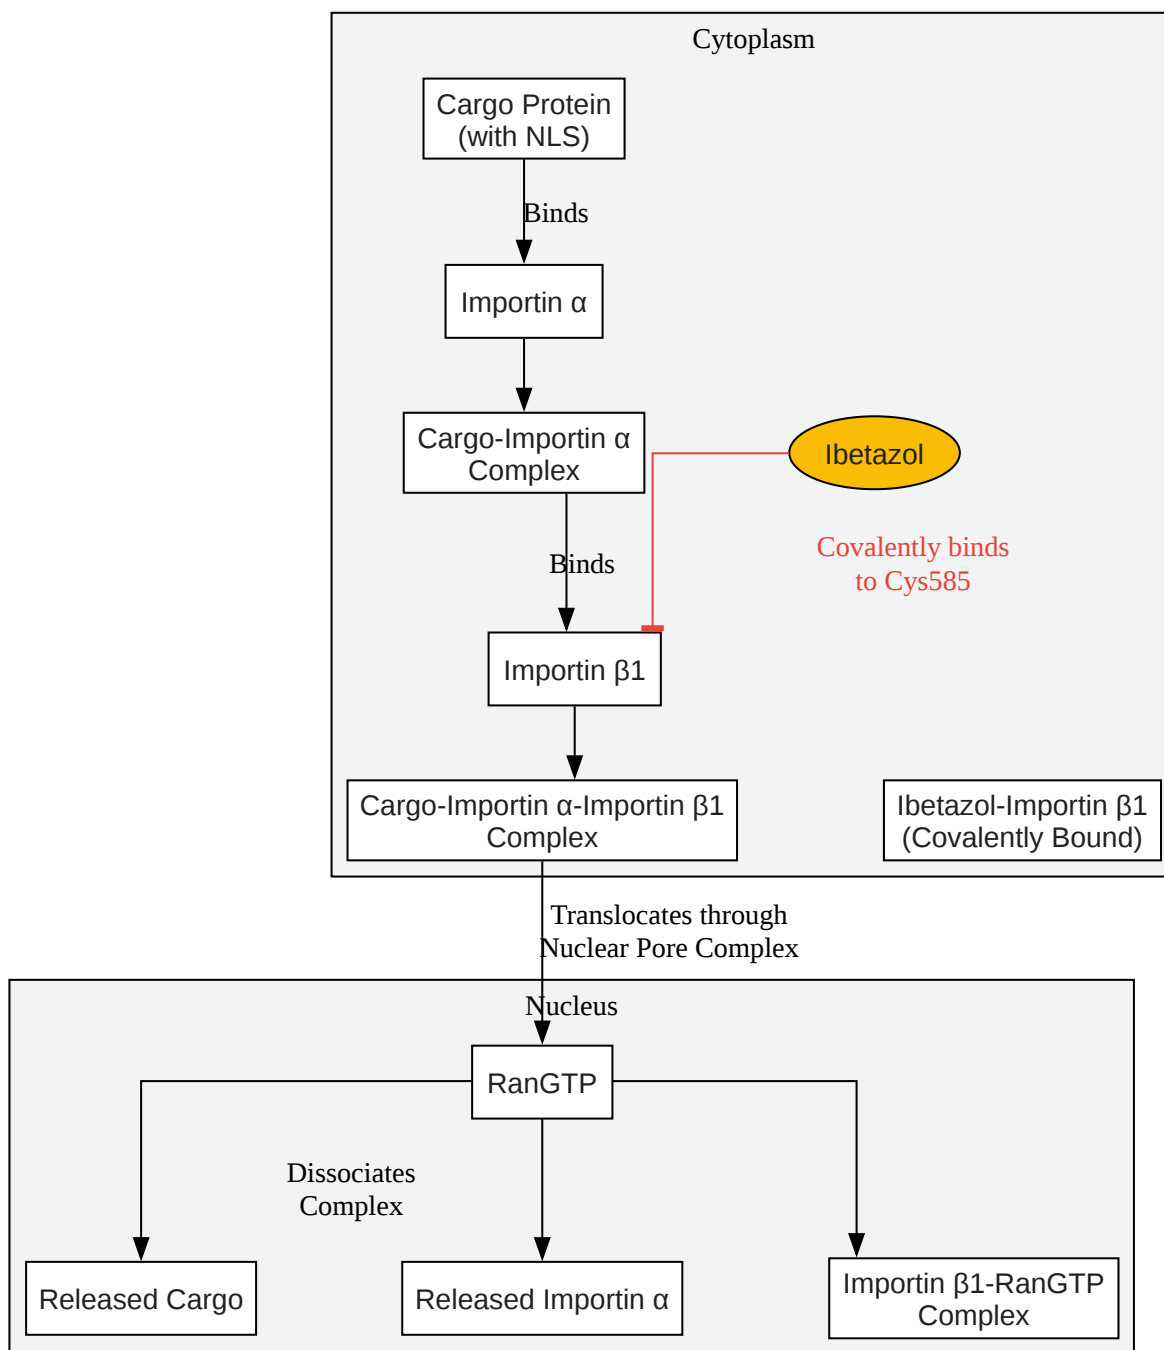 Cytoplasm
Cargo Protein
(with NLS)
Binds
Importin α
Cargo-Importin α
Complex
Ibetazol
Covalently binds
to Cys585
Binds
Importin β1
Cargo-Importin α-Importin β1
Complex
Ibetazol-Importin β1
(Covalently Bound)
Translocates through
Nuclear Pore Complex
Nucleus
RanGTP
Dissociates
Complex
Released Cargo
Released Importin α
Importin β1-RanGTP
Complex